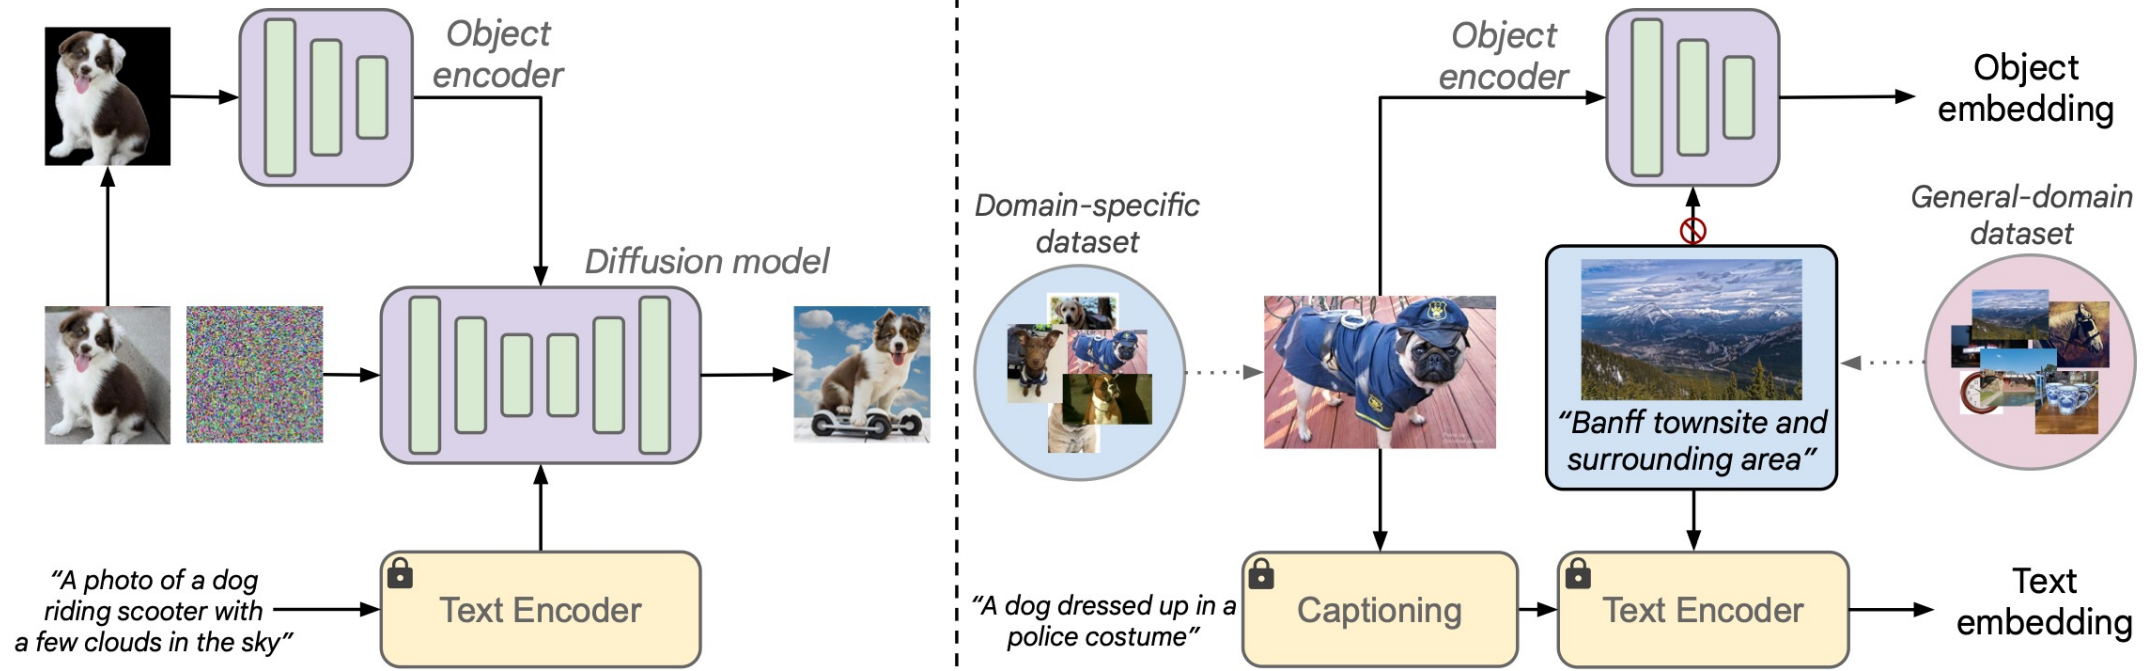 Object
encoder
Diffusion model
“A photo of a dog
riding scooter with
a few clouds in the sky”
Text Encoder
Object
encoder
Object
embedding
Domain-specific
dataset
General-domain
dataset
“Banff townsite and
surrounding area”
“A dog dressed up in a
police costume”
Captioning
Text Encoder
Text
embedding